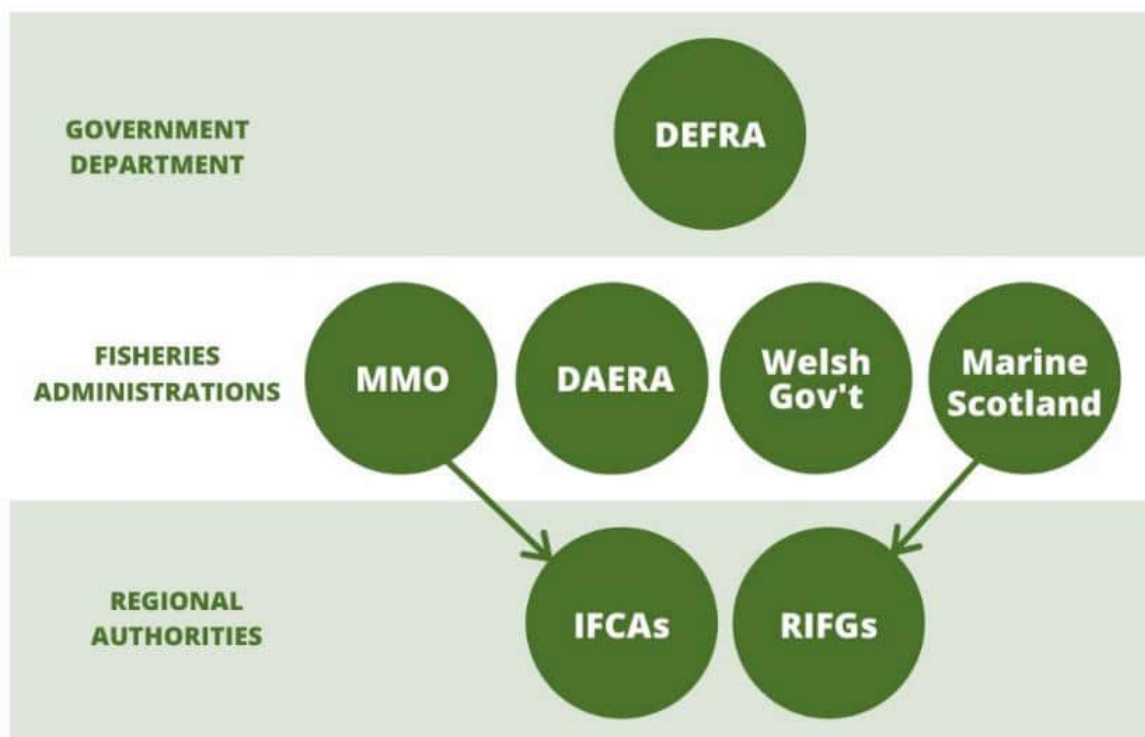 GOVERNMENT
DEPARTMENT
DEFRA
FISHERIES
ADMINISTRATIONS
MMO
DAERA
Welsh
Gov't
Marine
Scotland
REGIONAL
AUTHORITIES
IFCAs
RIFGs